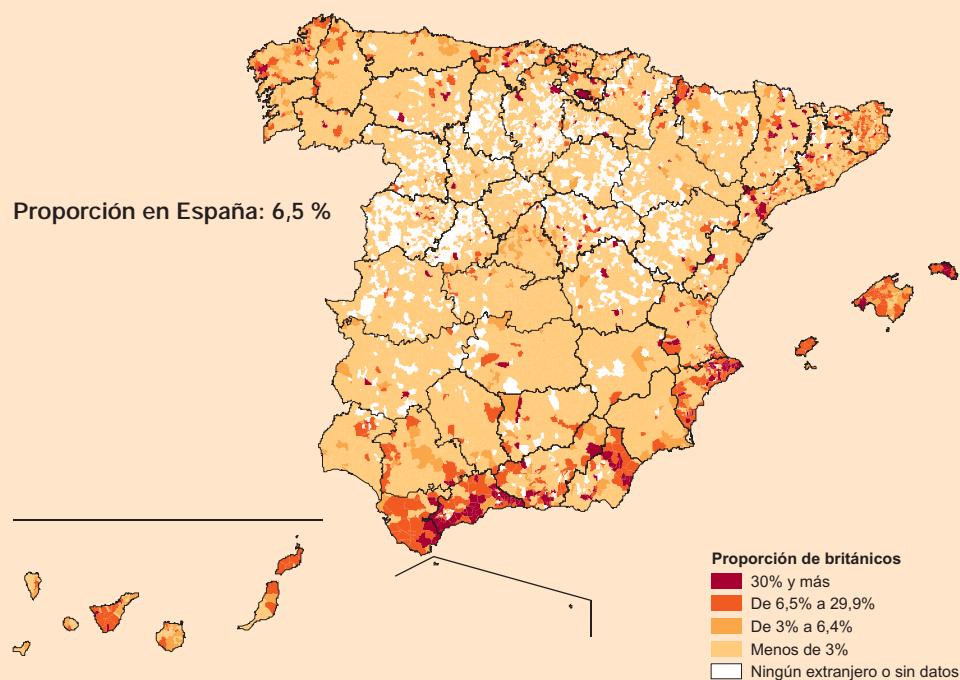 Proporción en España: 6,5 %
Proporción de británicos
30% y más
De 6,5% a 29,9%
De 3% a 6,4%
Menos de 3%
Ningún extranjero o sin datos